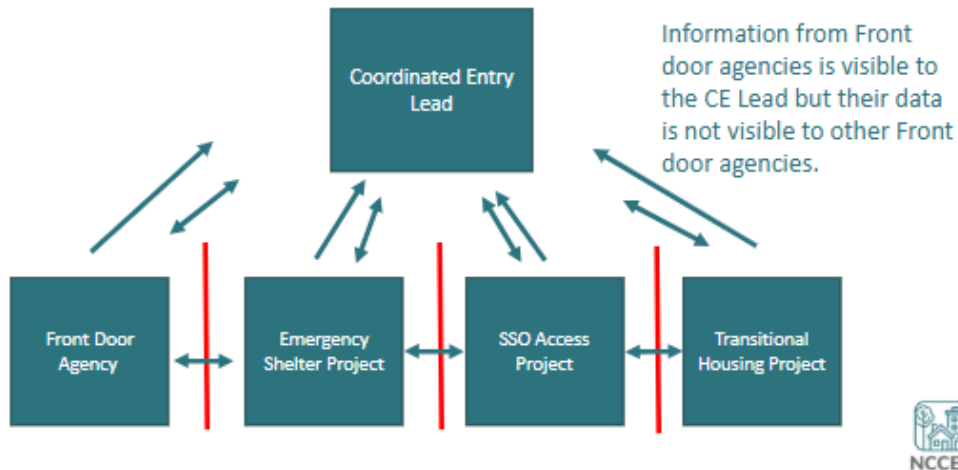 Coordinated Entry
Lead
Information from Front
door agencies is visible to
the CE Lead but their data
is not visible to other Front
door agencies.
Front Door
Agency
Emergency
Shelter Project
SSO Access
Project
Transitional
Housing Project